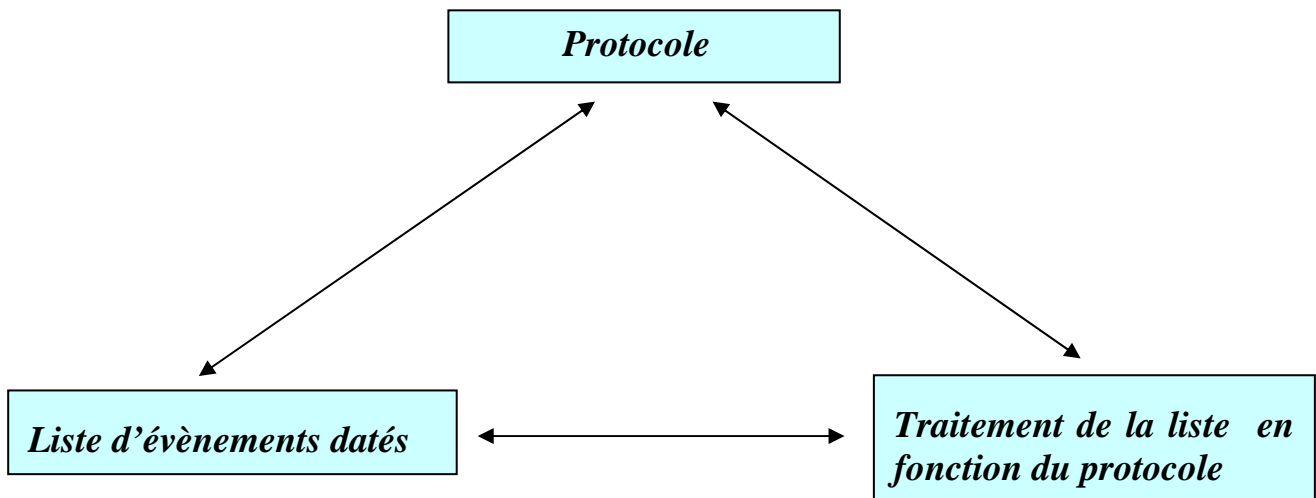 Protocole
Liste d’évènements datés
Traitement de la liste en
fonction du protocole